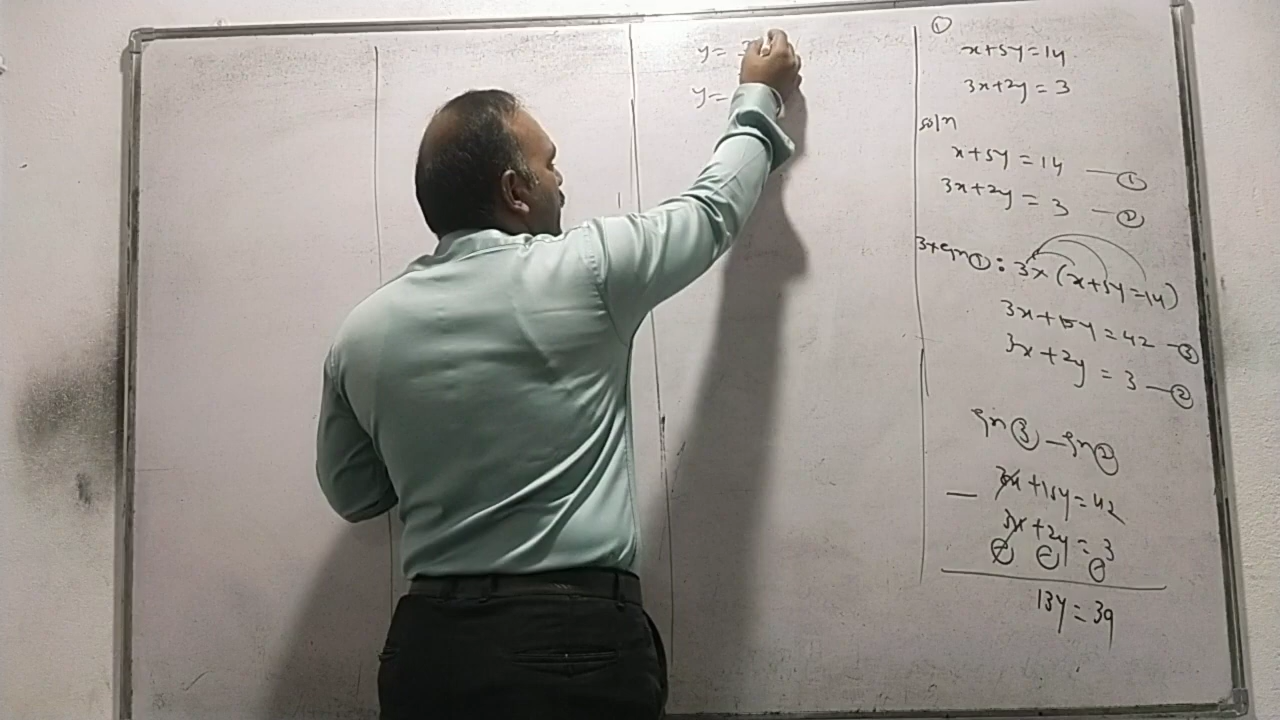 ①
x+5y=14
3x+2y=3
soln
x+5y=14 —①
3x+2y=3 —②
3×eqn①: 3×(x+5y=14)
3x+15y=42 —③
3x+2y=3 —②
eqn③ – eqn②
3x+15y=42
— 3x+2y=3
⊖ ⊖ ⊖
13y=39
y=
y=